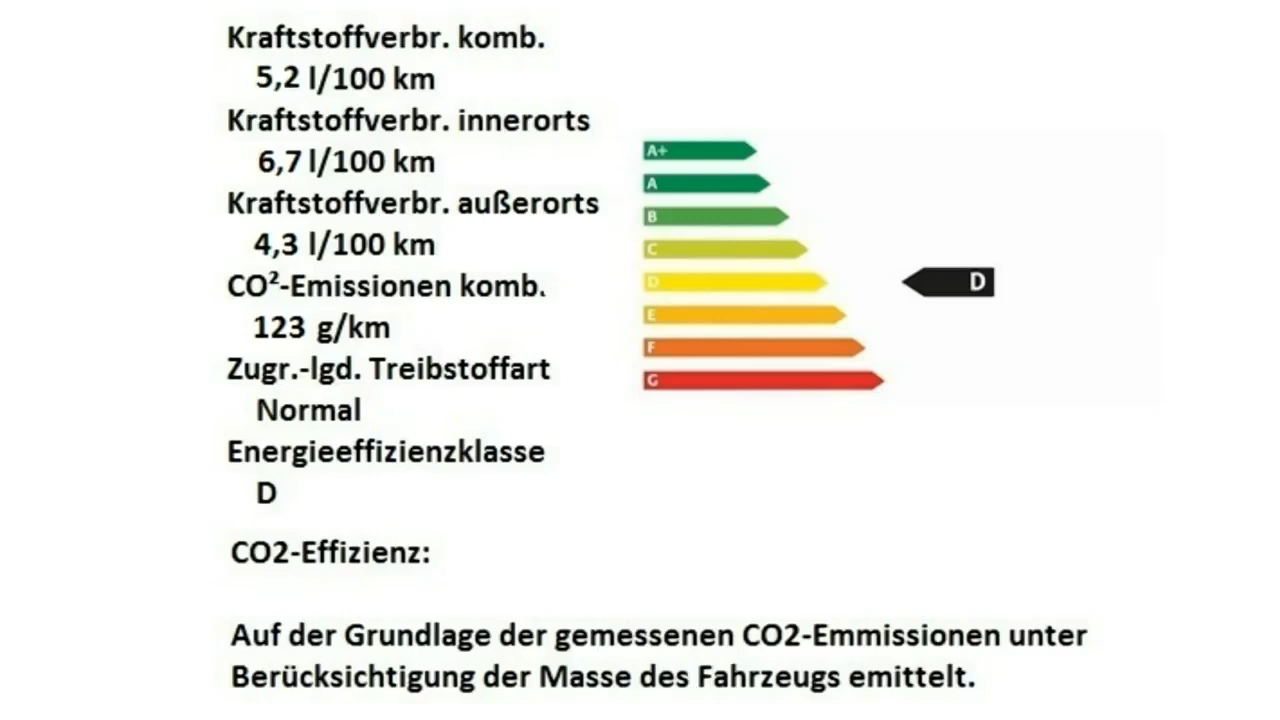 Kraftstoffverbr. komb.
5,2 l/100 km
Kraftstoffverbr. innerorts
6,7 l/100 km
Kraftstoffverbr. außerorts
4,3 l/100 km
CO²-Emissionen komb.
123 g/km
Zugr.-lgd. Treibstoffart
Normal
Energieeffizienzklasse
D
A+
A
B
C
D
D
E
F
G
CO2-Effizienz:
Auf der Grundlage der gemessenen CO2-Emmissionen unter
Berücksichtigung der Masse des Fahrzeugs emittelt.